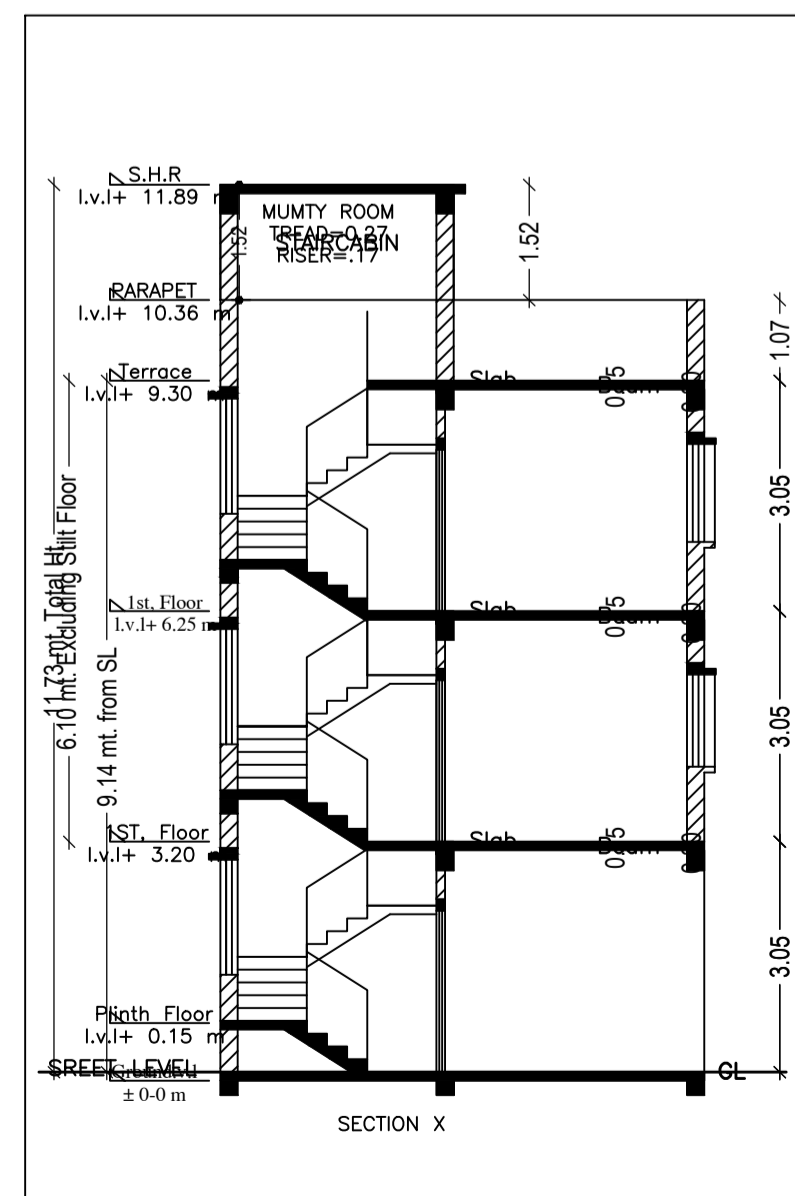 S.H.R
l.v.l+ 11.89 m
MUMTY ROOM
TREAD=0.27
STAIRCABIN
RISER=.17
1.52
1.52
RARAPET
l.v.l+ 10.36 m
1.07
Terrace
l.v.l+ 9.30 m
Slab
3.05
11.73 mt. Total Ht.
6.10 mt. Excluding Stilt Floor
9.14 mt. from SL
1st, Floor
l.v.l+ 6.25 m
Slab
3.05
1ST, Floor
l.v.l+ 3.20 m
Slab
3.05
Plinth Floor
l.v.l+ 0.15 m
SREET LEVEL
GL
± 0-0 m
SECTION X